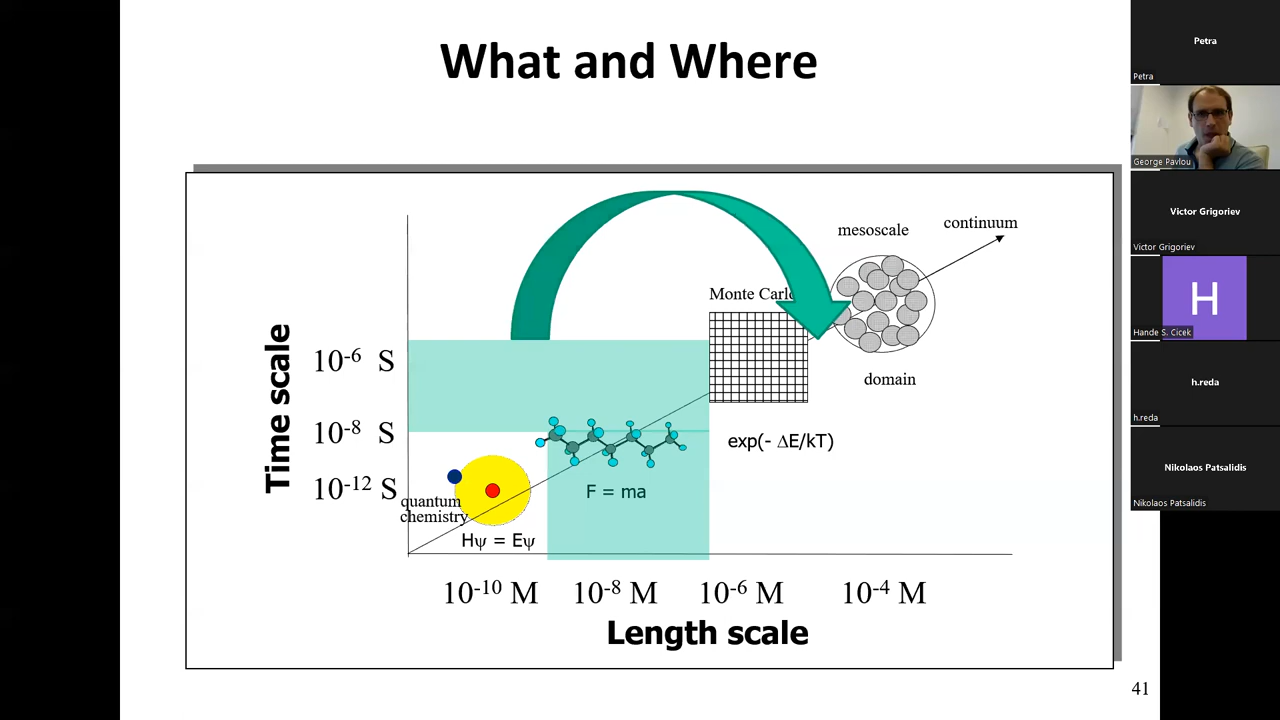 What and Where
Time scale
10⁻⁶ S
10⁻⁸ S
10⁻¹² S
quantum
chemistry
Hψ = Eψ
F = ma
Monte Carlo
exp(- ΔE/kT)
mesoscale
continuum
domain
10⁻¹⁰ M
10⁻⁸ M
10⁻⁶ M
10⁻⁴ M
Length scale
41
Petra
Petra
George Pavlou
Victor Grigoriev
Victor Grigoriev
H
Hande S. Cicek
h.reda
h.reda
Nikolaos Patsalidis
Nikolaos Patsalidis